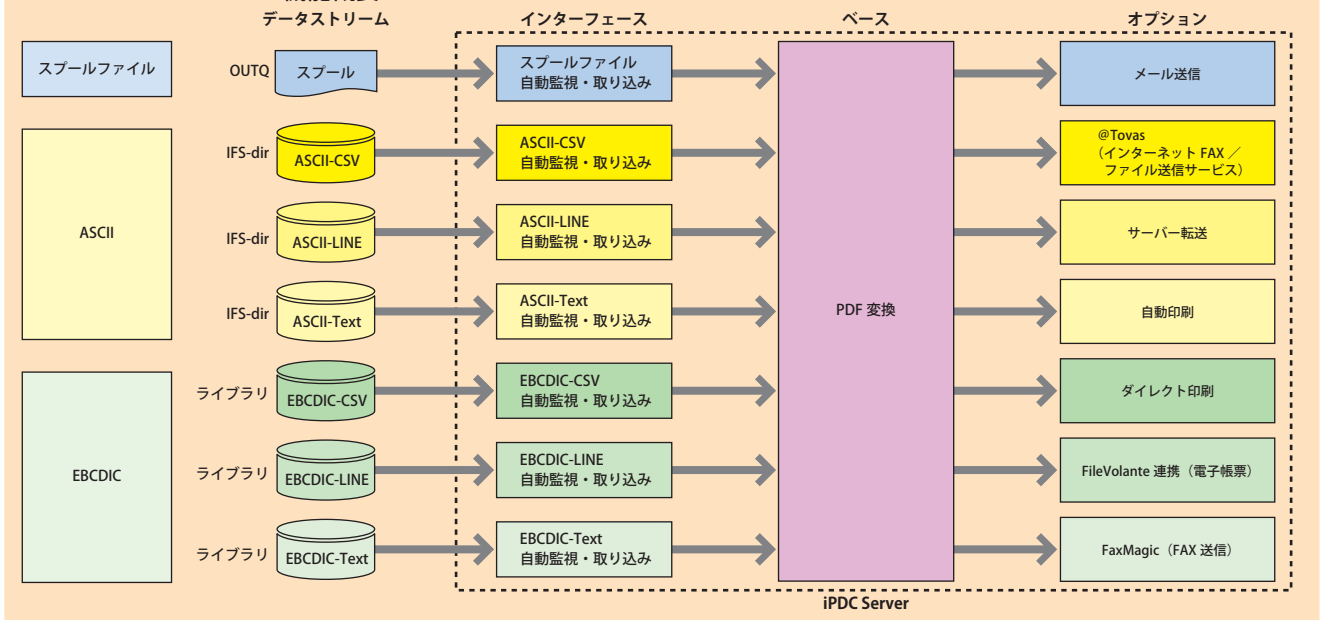 データストリーム
インターフェース
ベース
オプション
スプールファイル
OUTQ
スプール
スプールファイル
自動監視・取り込み
メール送信
ASCII
IFS-dir
ASCII-CSV
ASCII-CSV
自動監視・取り込み
@Tovas
（インターネット FAX ／
ファイル送信サービス）
IFS-dir
ASCII-LINE
ASCII-LINE
自動監視・取り込み
サーバー転送
IFS-dir
ASCII-Text
ASCII-Text
自動監視・取り込み
PDF 変換
自動印刷
EBCDIC
ライブラリ
EBCDIC-CSV
EBCDIC-CSV
自動監視・取り込み
ダイレクト印刷
ライブラリ
EBCDIC-LINE
EBCDIC-LINE
自動監視・取り込み
FileVolante 連携（電子帳票）
ライブラリ
EBCDIC-Text
EBCDIC-Text
自動監視・取り込み
FaxMagic（FAX 送信）
iPDC Server